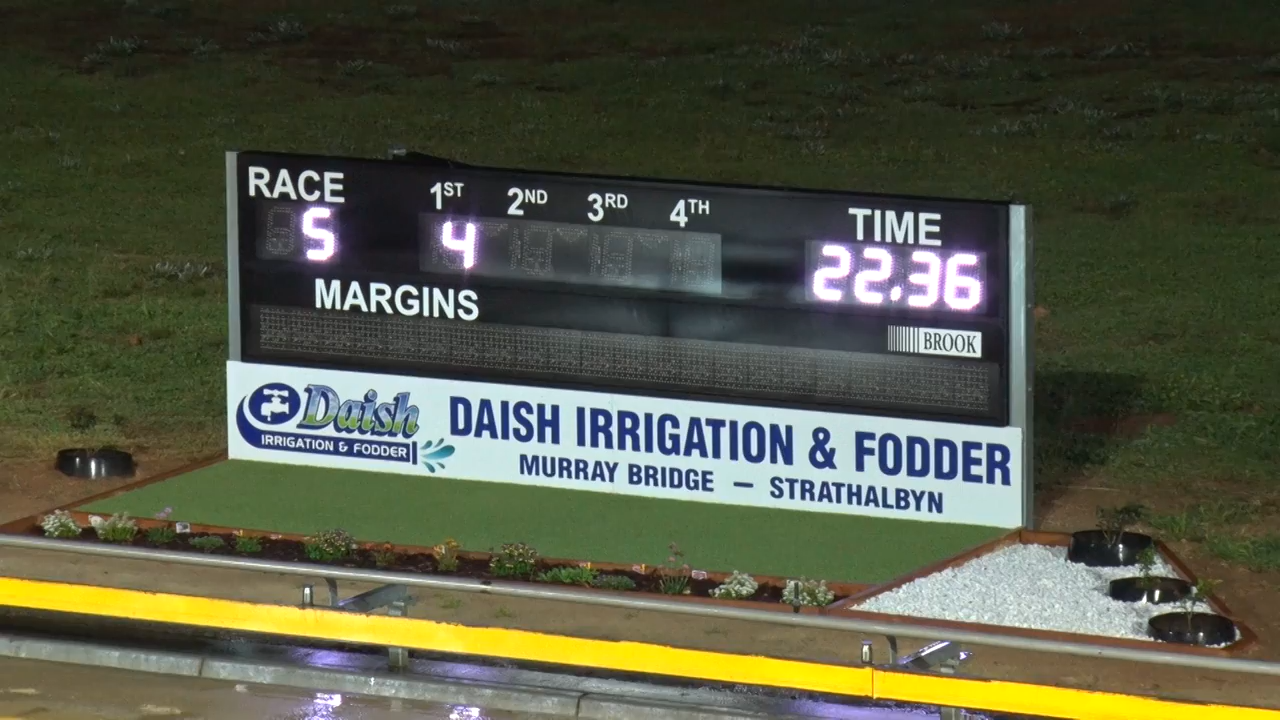 RACE 1ST 2ND 3RD 4TH TIME
5 4 22.36
MARGINS
BROOK
Daish
IRRIGATION & FODDER
DAISH IRRIGATION & FODDER
MURRAY BRIDGE — STRATHALBYN